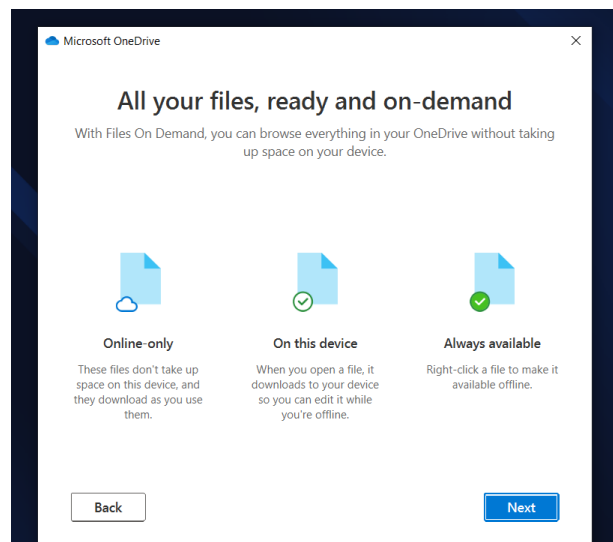 Microsoft OneDrive
All your files, ready and on-demand
With Files On Demand, you can browse everything in your OneDrive without taking
up space on your device.
Online-only
These files don't take up
space on this device, and
they download as you use
them.
On this device
When you open a file, it
downloads to your device
so you can edit it while
you're offline.
Always available
Right-click a file to make it
available offline.
Back
Next